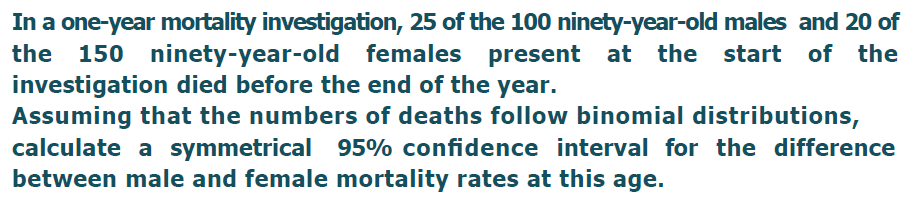 In a one-year mortality investigation, 25 of the 100 ninety-year-old males and 20 of
the 150 ninety-year-old females present at the start of the
investigation died before the end of the year.
Assuming that the numbers of deaths follow binomial distributions,
calculate a symmetrical 95% confidence interval for the difference
between male and female mortality rates at this age.